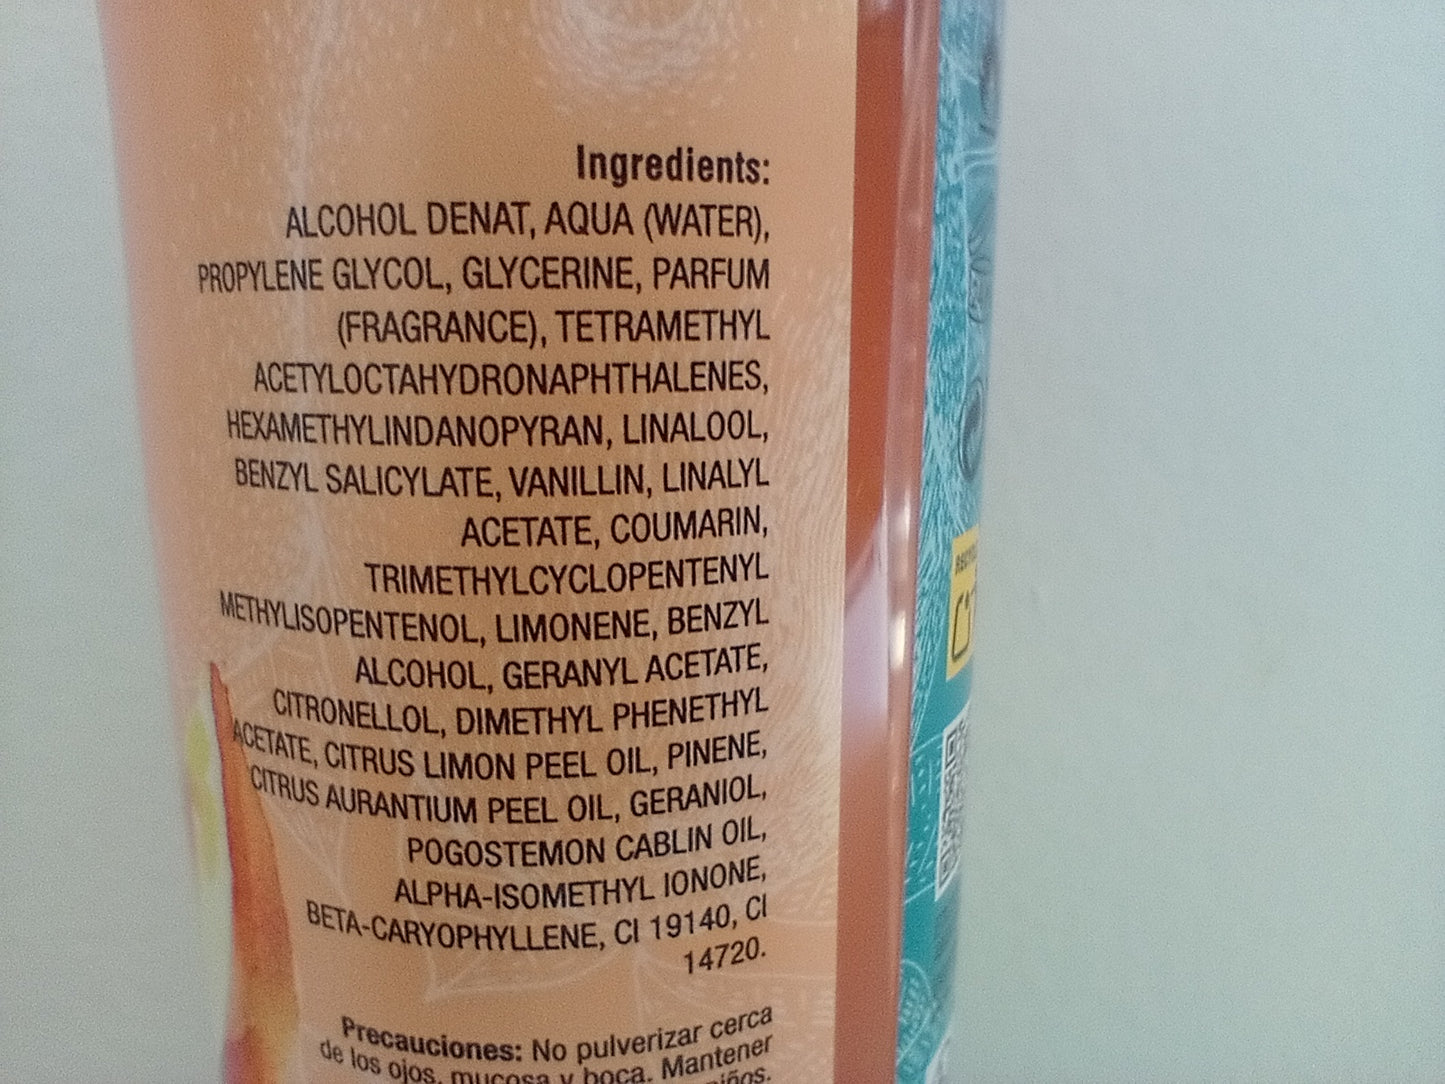 Ingredients:
ALCOHOL DENAT, AQUA (WATER),
PROPYLENE GLYCOL, GLYCERINE, PARFUM
(FRAGRANCE), TETRAMETHYL
ACETYLOCTAHYDRONAPHTHALENES,
HEXAMETHYLINDANOPYRAN, LINALOOL,
BENZYL SALICYLATE, VANILLIN, LINALYL
ACETATE, COUMARIN,
TRIMETHYLCYCLOPENTENYL
METHYLISOPENTENOL, LIMONENE, BENZYL
ALCOHOL, GERANYL ACETATE,
CITRONELLOL, DIMETHYL PHENETHYL
ACETATE, CITRUS LIMON PEEL OIL, PINENE,
CITRUS AURANTIUM PEEL OIL, GERANIOL,
POGOSTEMON CABLIN OIL,
ALPHA-ISOMETHYL IONONE,
BETA-CARYOPHYLLENE, CI 19140, CI
14720.
Precauciones: No pulverizar cerca
de los ojos, mucosa y boca. Mantener